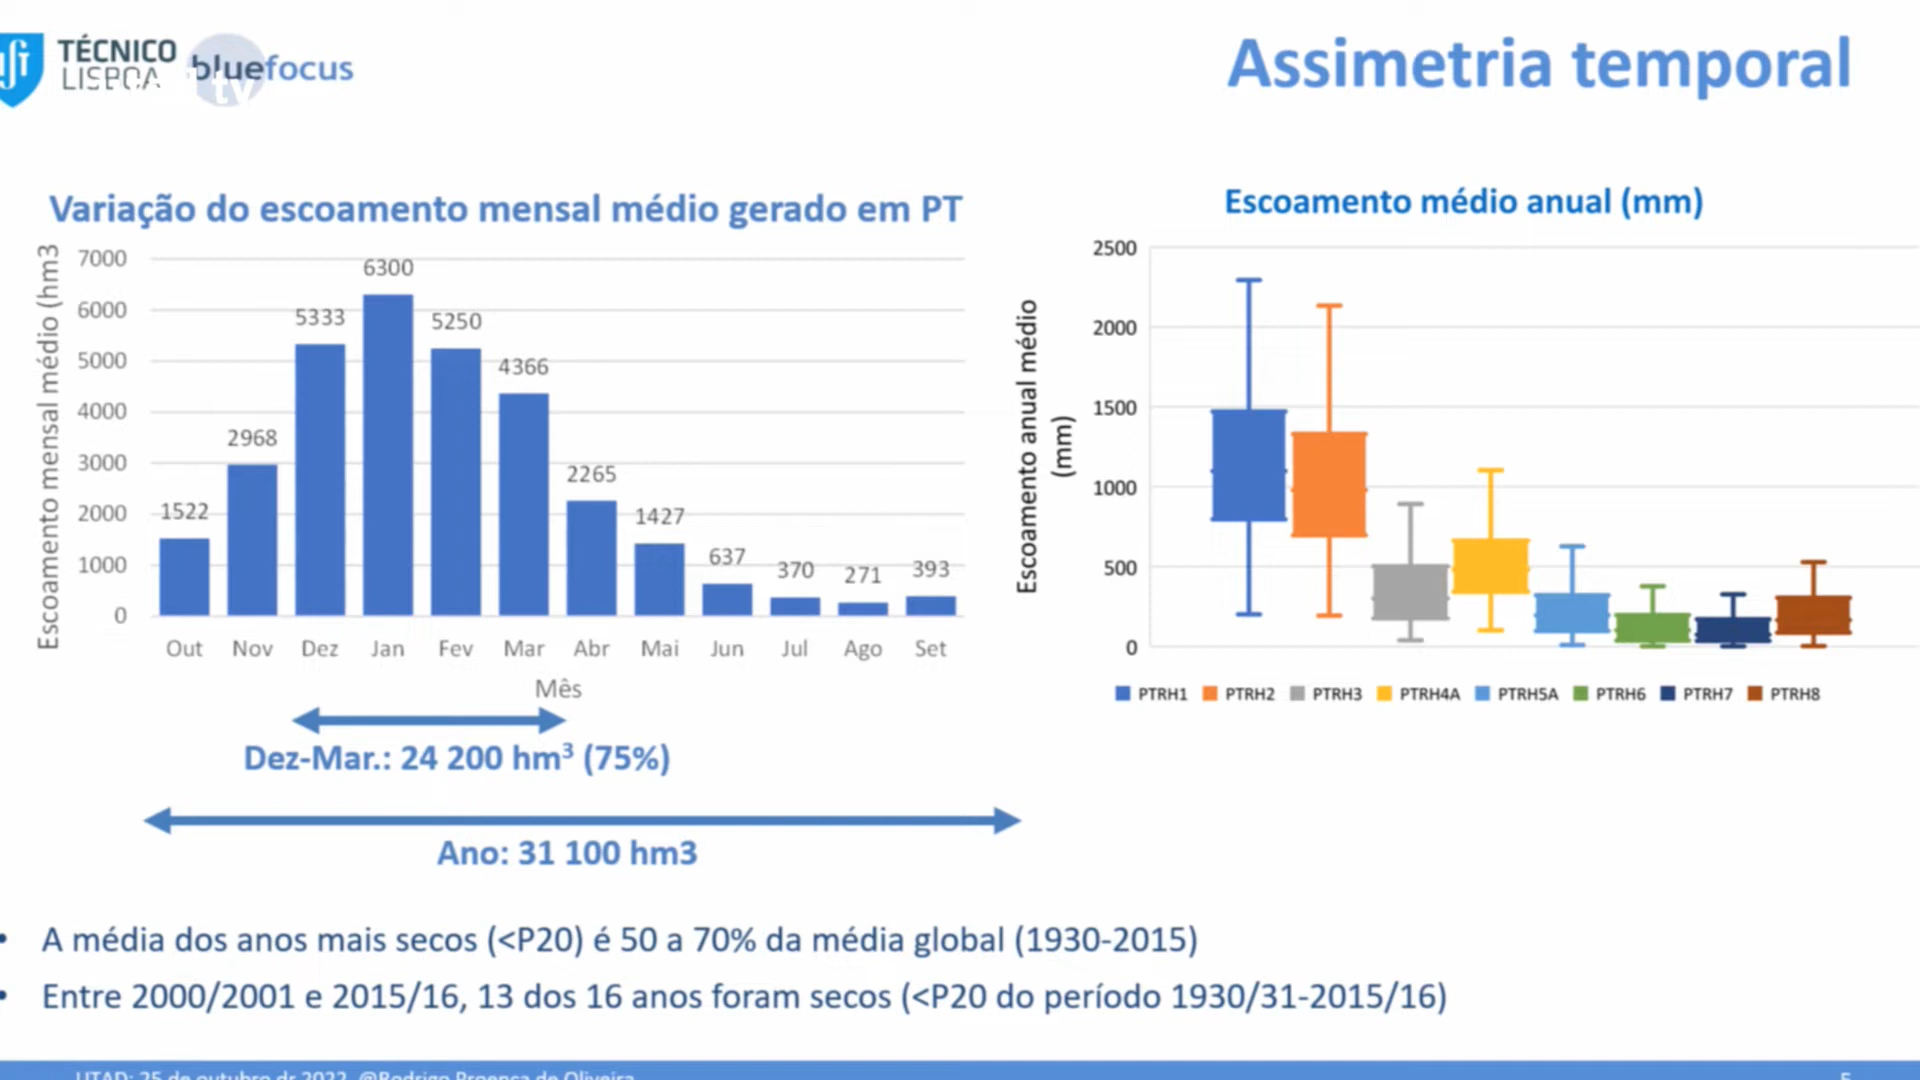 TÉCNICO
LISBOA
bluefocus
tv
Assimetria temporal
Variação do escoamento mensal médio gerado em PT
Escoamento mensal médio (hm3
7000
6000
5000
4000
3000
2000
1000
0
1522
2968
5333
6300
5250
4366
2265
1427
637
370
271
393
Out Nov Dez Jan Fev Mar Abr Mai Jun Jul Ago Set
Mês
Dez-Mar.: 24 200 hm³ (75%)
Ano: 31 100 hm3
Escoamento médio anual (mm)
Escoamento anual médio
(mm)
2500
2000
1500
1000
500
0
PTRH1 PTRH2 PTRH3 PTRH4A PTRH5A PTRH6 PTRH7 PTRH8
• A média dos anos mais secos (<P20) é 50 a 70% da média global (1930-2015)
• Entre 2000/2001 e 2015/16, 13 dos 16 anos foram secos (<P20 do período 1930/31-2015/16)
UTAD: 25 de outubro dr 2022, @Rodrigo Proença de Oliveira
5